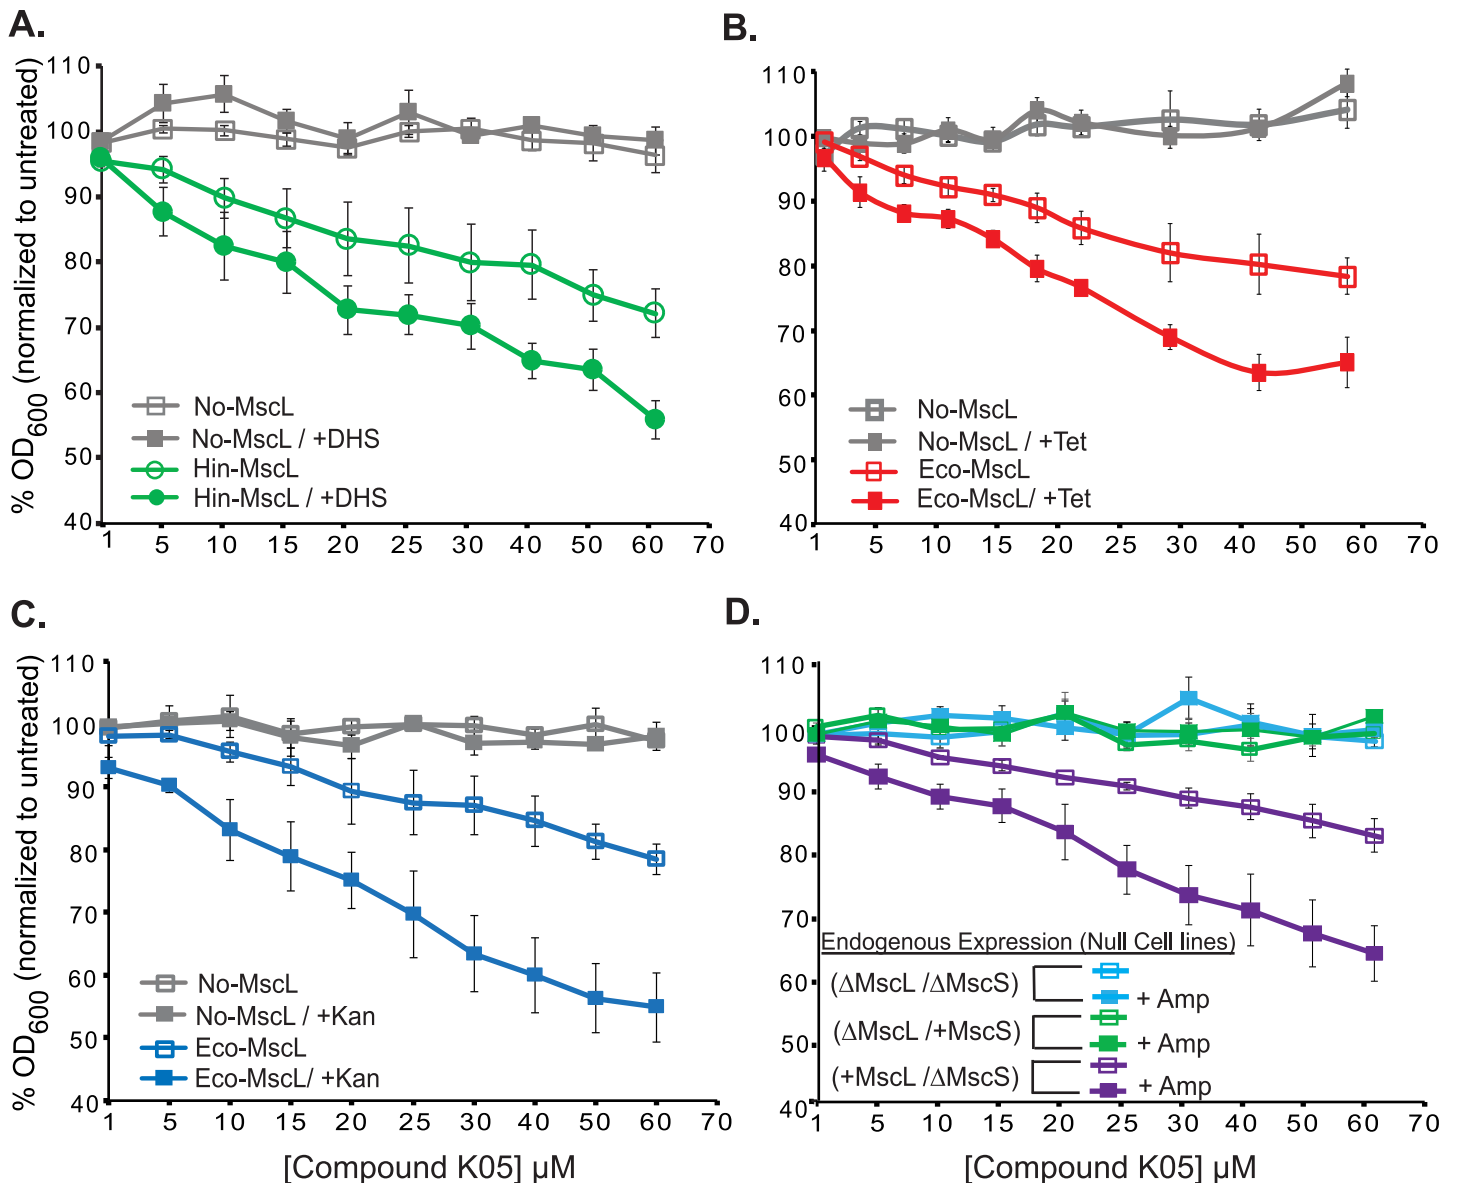 A.
% OD600 (normalized to untreated)
110
100
90
80
70
60
50
40
No-MscL
No-MscL / +DHS
Hin-MscL
Hin-MscL / +DHS
1 5 10 15 20 25 30 40 50 60 70
B.
110
100
90
80
70
60
50
40
No-MscL
No-MscL / +Tet
Eco-MscL
Eco-MscL/ +Tet
1 5 10 15 20 25 30 40 50 60 70
C.
% OD600 (normalized to untreated)
110
100
90
80
70
60
50
40
No-MscL
No-MscL / +Kan
Eco-MscL
Eco-MscL/ +Kan
1 5 10 15 20 25 30 40 50 60 70
[Compound K05] µM
D.
110
100
90
80
70
60
50
40
Endogenous Expression (Null Cell lines)
(ΔMscL /ΔMscS)
+ Amp
(ΔMscL /+MscS)
+ Amp
(+MscL /ΔMscS)
+ Amp
1 5 10 15 20 25 30 40 50 60 70
[Compound K05] µM